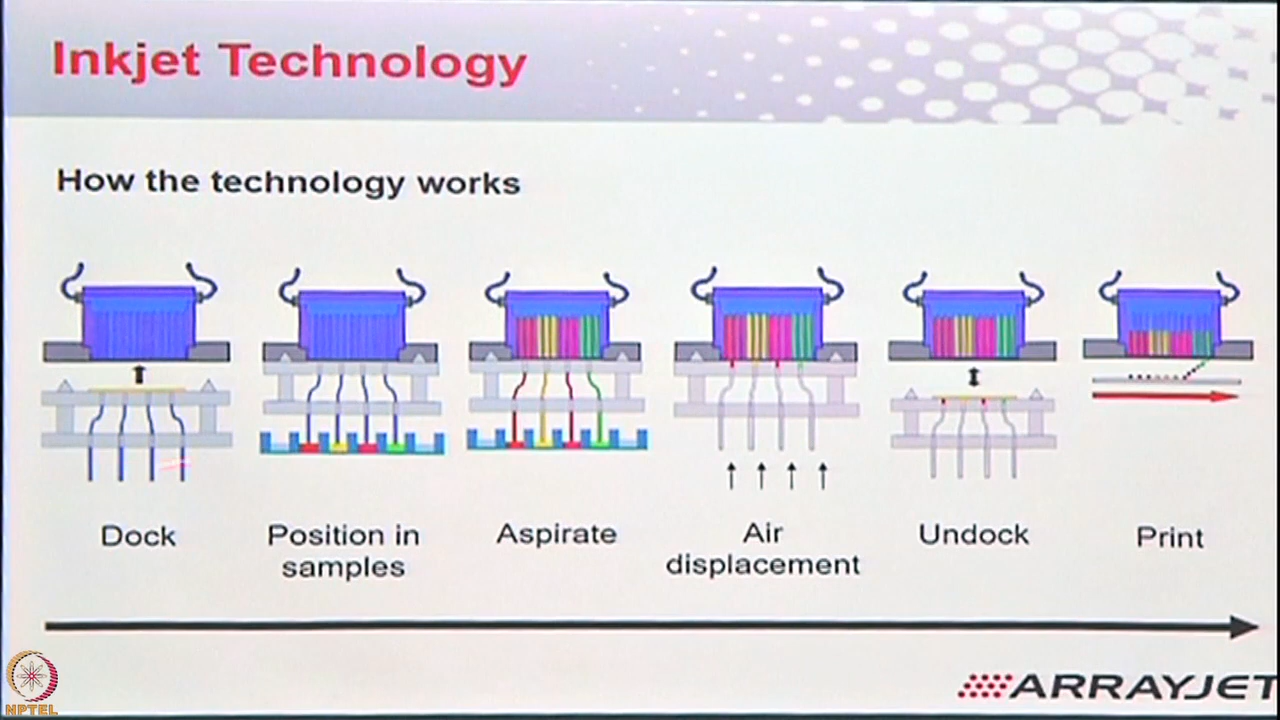 Inkjet Technology
How the technology works
Dock
Position in
samples
Aspirate
Air
displacement
Undock
Print
ARRAYJET
NPTEL